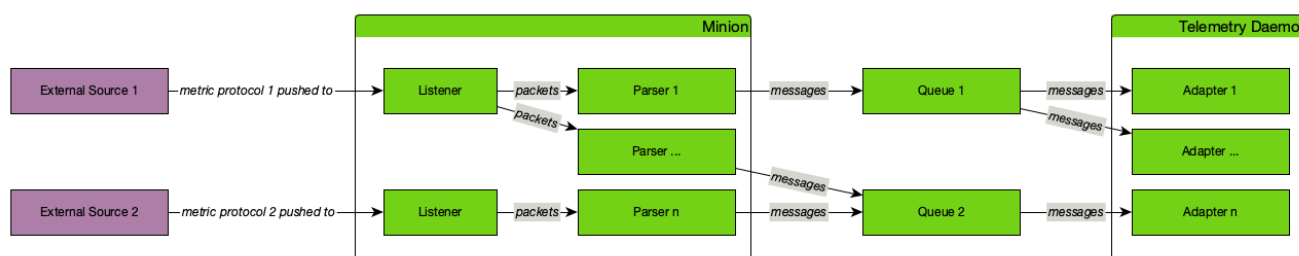 Minion
Telemetry Daemo
External Source 1
metric protocol 1 pushed to
Listener
packets
Parser 1
messages
Queue 1
messages
Adapter 1
packets
messages
Parser ...
Adapter ...
messages
External Source 2
metric protocol 2 pushed to
Listener
packets
Parser n
messages
Queue 2
messages
Adapter n